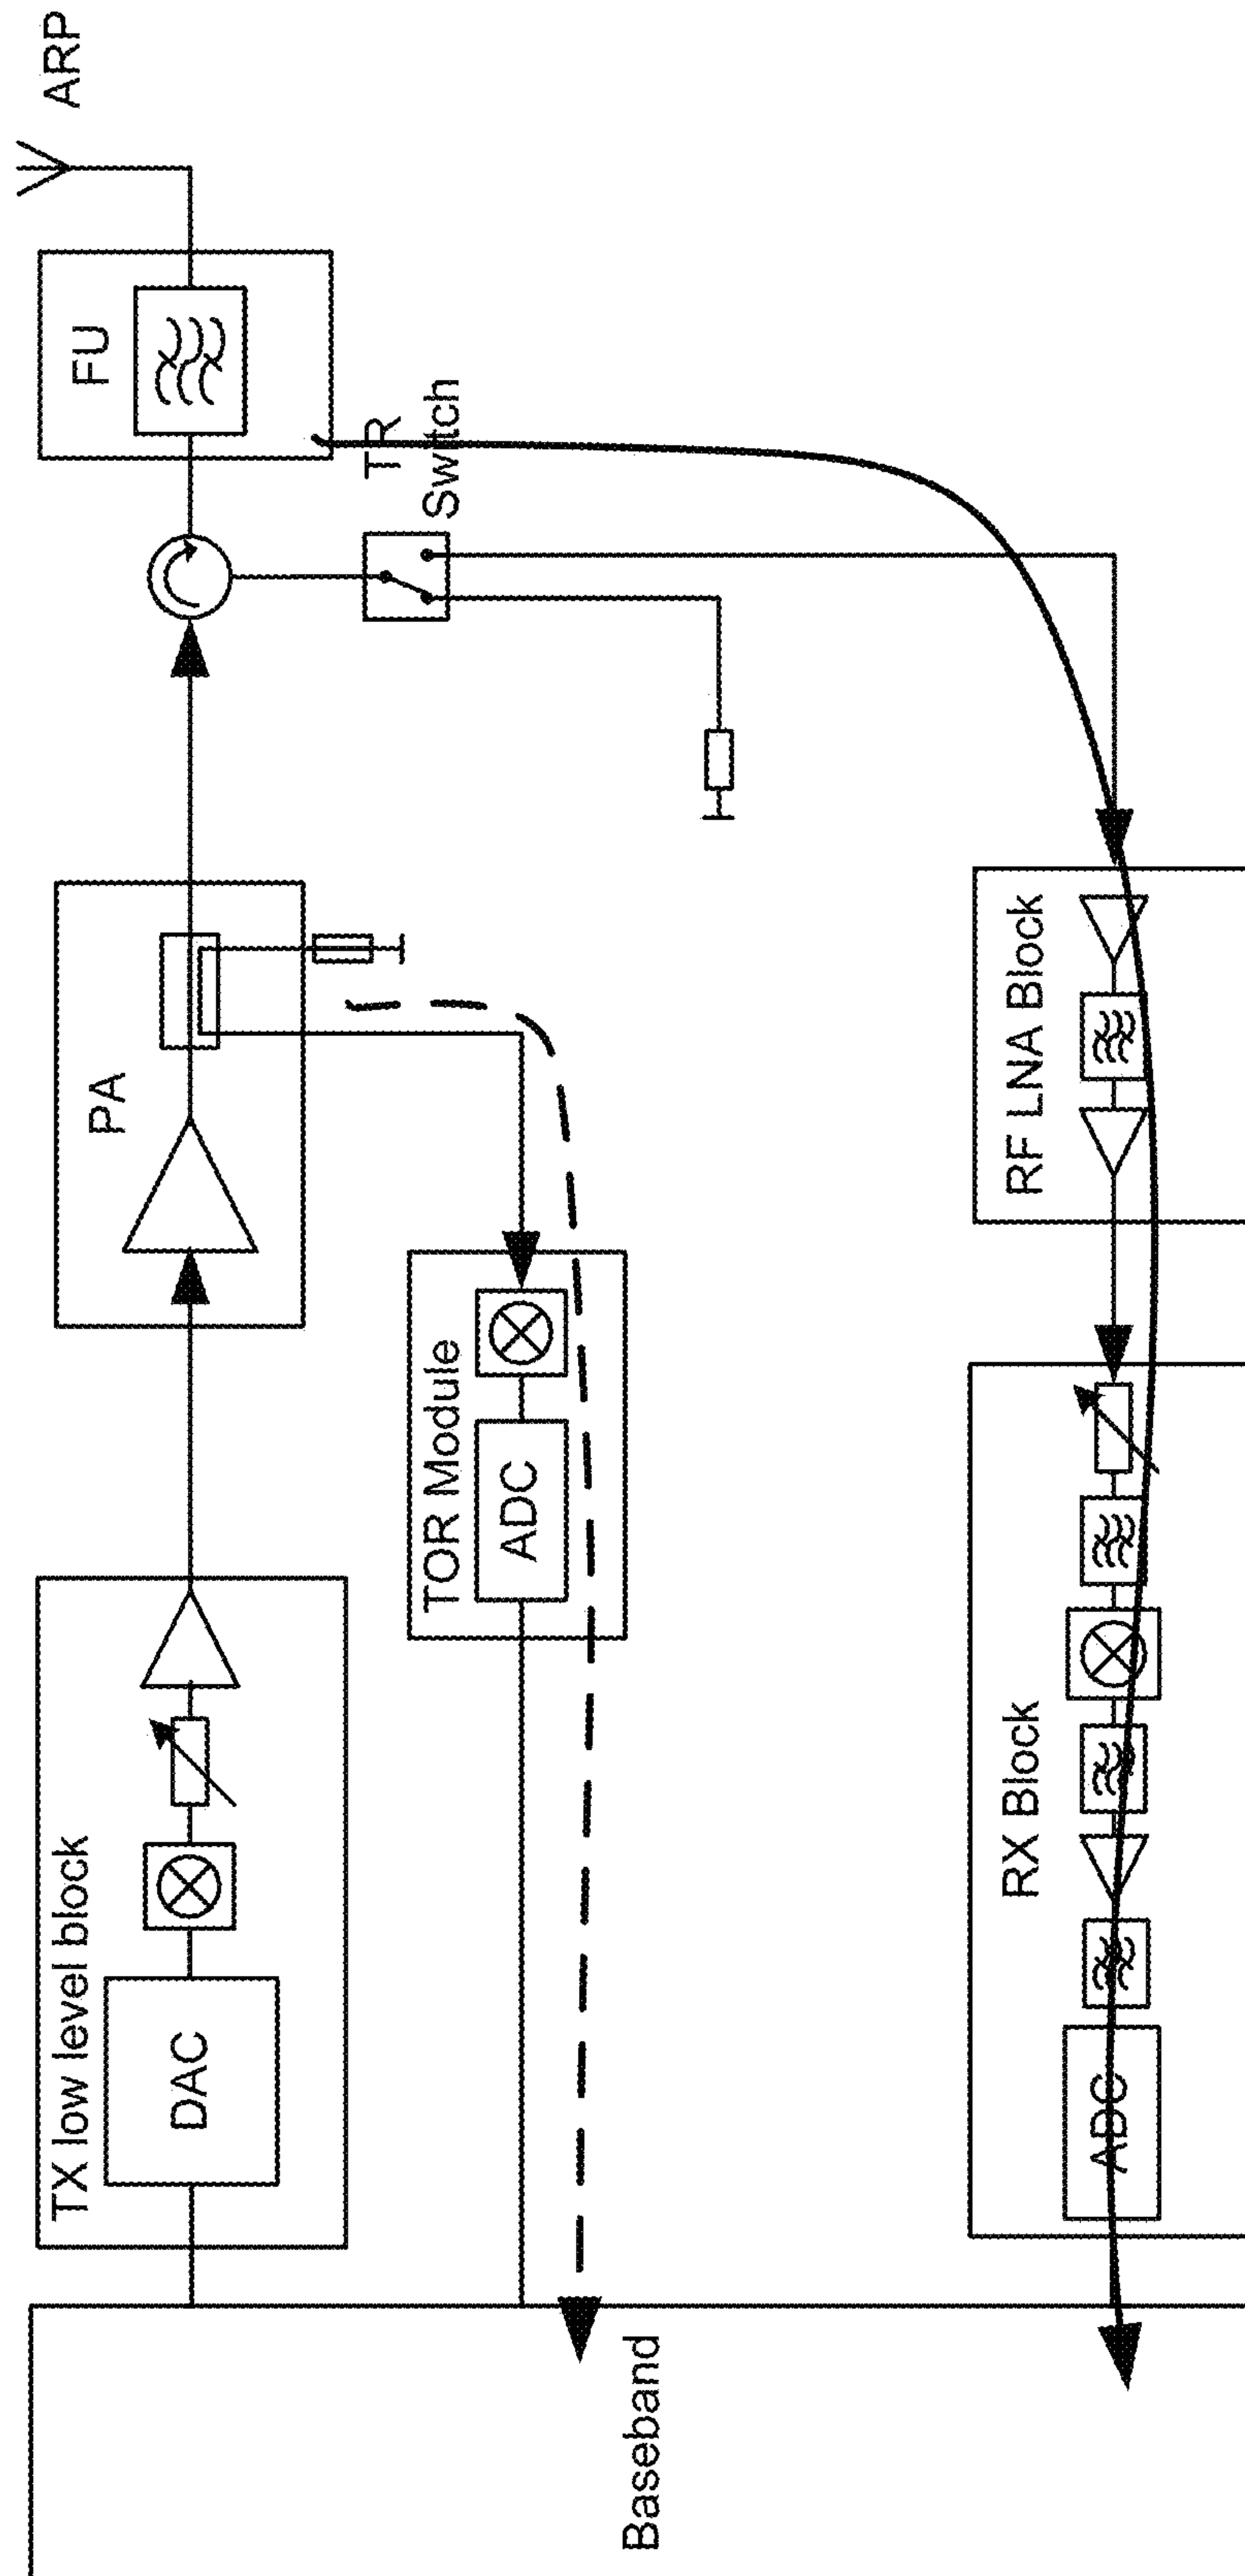 TX low level block
DAC
PA
FU
ARP
TR
Switch
TOR Module
ADC
Baseband
RX Block
ADC
RF LNA Block